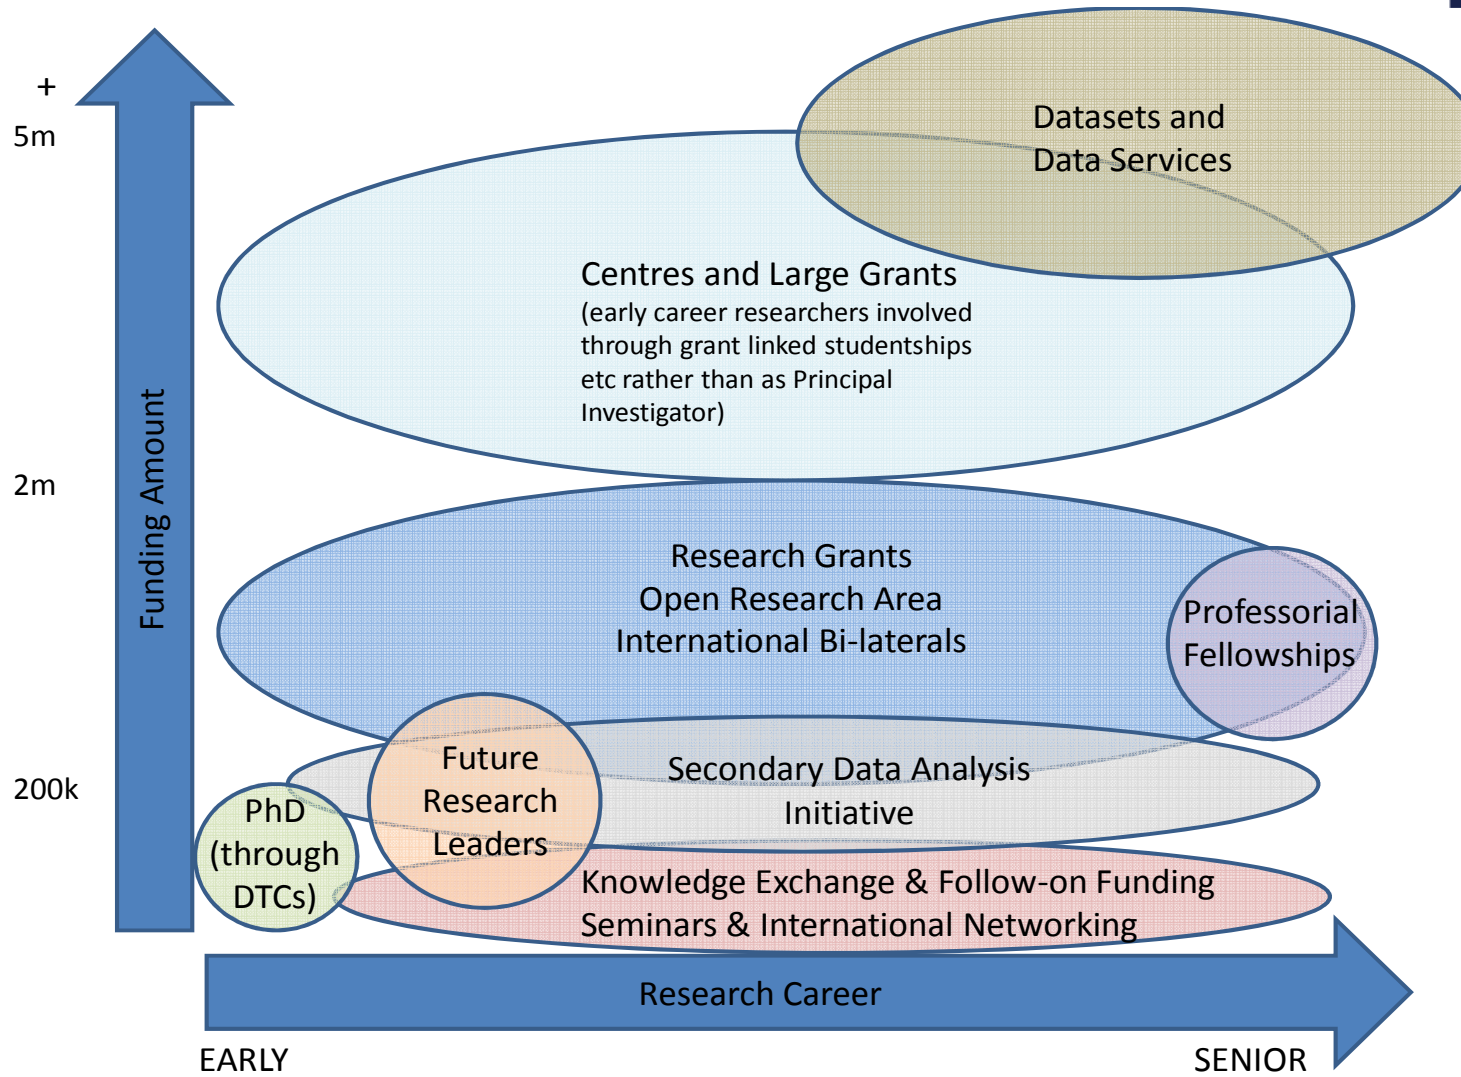 +
5m
2m
200k
Funding Amount
Datasets and
Data Services
Centres and Large Grants
(early career researchers involved
through grant linked studentships
etc rather than as Principal
Investigator)
Research Grants
Open Research Area
International Bi-laterals
Professorial
Fellowships
Future
Research
Leaders
Secondary Data Analysis
Initiative
PhD
(through
DTCs)
Knowledge Exchange & Follow-on Funding
Seminars & International Networking
Research Career
EARLY
SENIOR